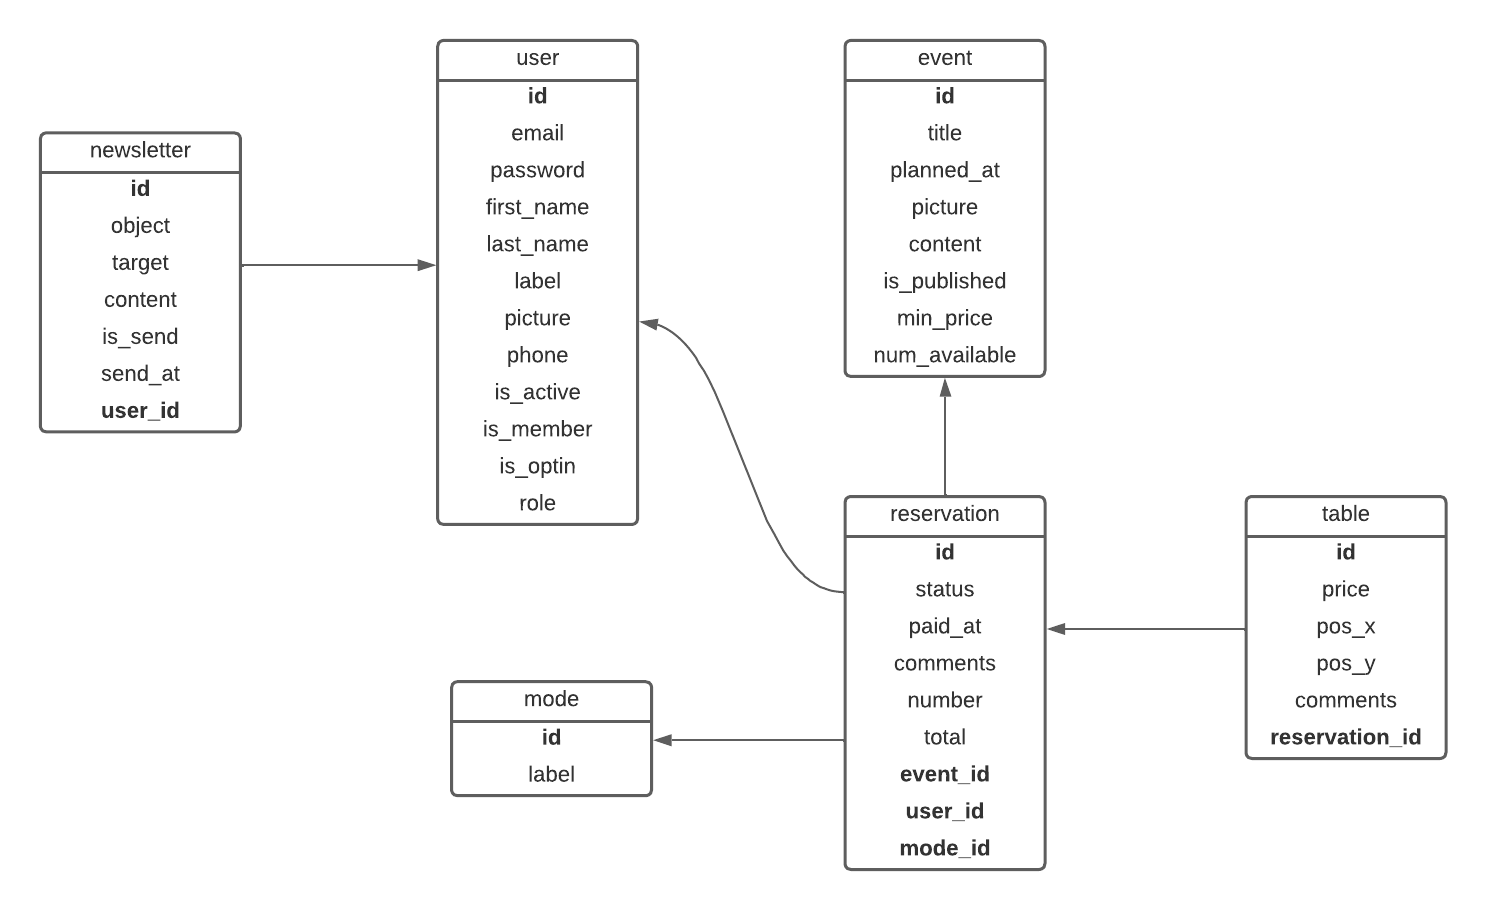 newsletter
id
object
target
content
is_send
send_at
user_id
user
id
email
password
first_name
last_name
label
picture
phone
is_active
is_member
is_optin
role
event
id
title
planned_at
picture
content
is_published
min_price
num_available
mode
id
label
reservation
id
status
paid_at
comments
number
total
event_id
user_id
mode_id
table
id
price
pos_x
pos_y
comments
reservation_id